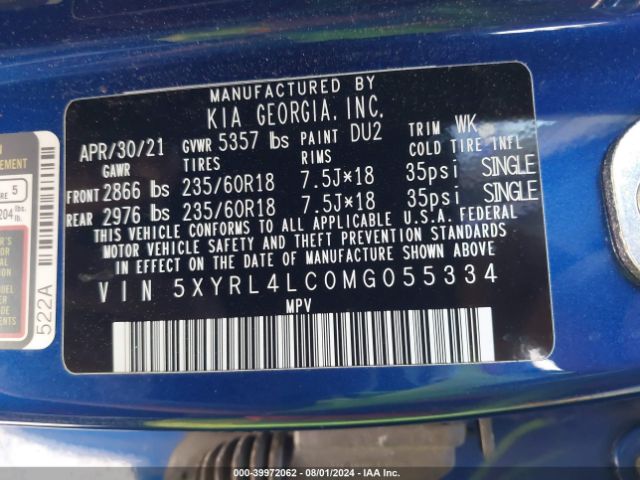 MANUFACTURED BY
KIA GEORGIA, INC.
APR/30/21 GVWR 5357 lbs PAINT DU2 TRIM WK
GAWR TIRES RIMS COLD TIRE INFL
FRONT 2866 lbs 235/60R18 7.5J×18 35psi SINGLE
REAR 2976 lbs 235/60R18 7.5J×18 35psi SINGLE
THIS VEHICLE CONFORMS TO ALL APPLICABLE U.S.A. FEDERAL
MOTOR VEHICLE SAFETY AND THEFT PREVENTION STANDARDS
IN EFFECT ON THE DATE OF MANUFACTURE SHOWN ABOVE.
VIN 5XYRL4LC0MG055334
MPV
522A
5
204 lbs.
000-39972062 - 08/01/2024 - IAA Inc.